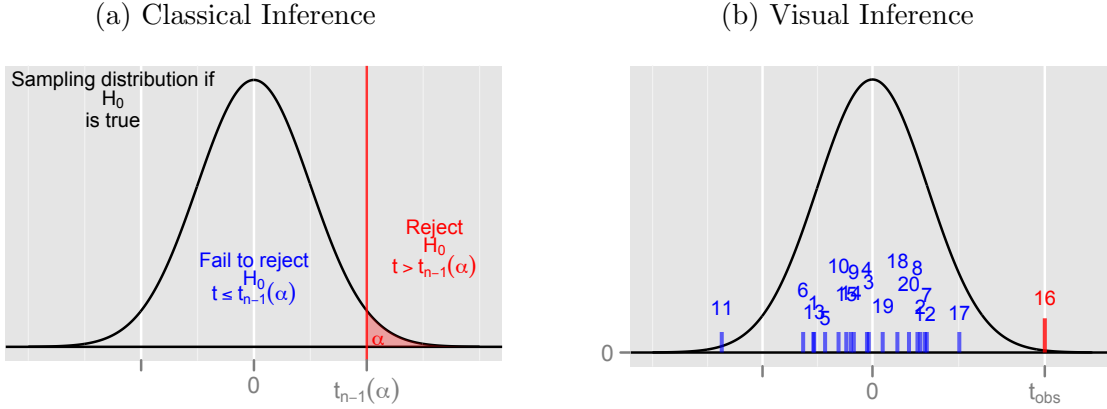 (a) Classical Inference
Sampling distribution if
H₀
is true
Reject
H₀
t > tₙ₋₁(α)
Fail to reject
H₀
t ≤ tₙ₋₁(α)
α
0
tₙ₋₁(α)
(b) Visual Inference
18
10 4 8
9
3 20
6 15 14 7
1 2
11 13 19 12 17 16
5
0
0
t_obs